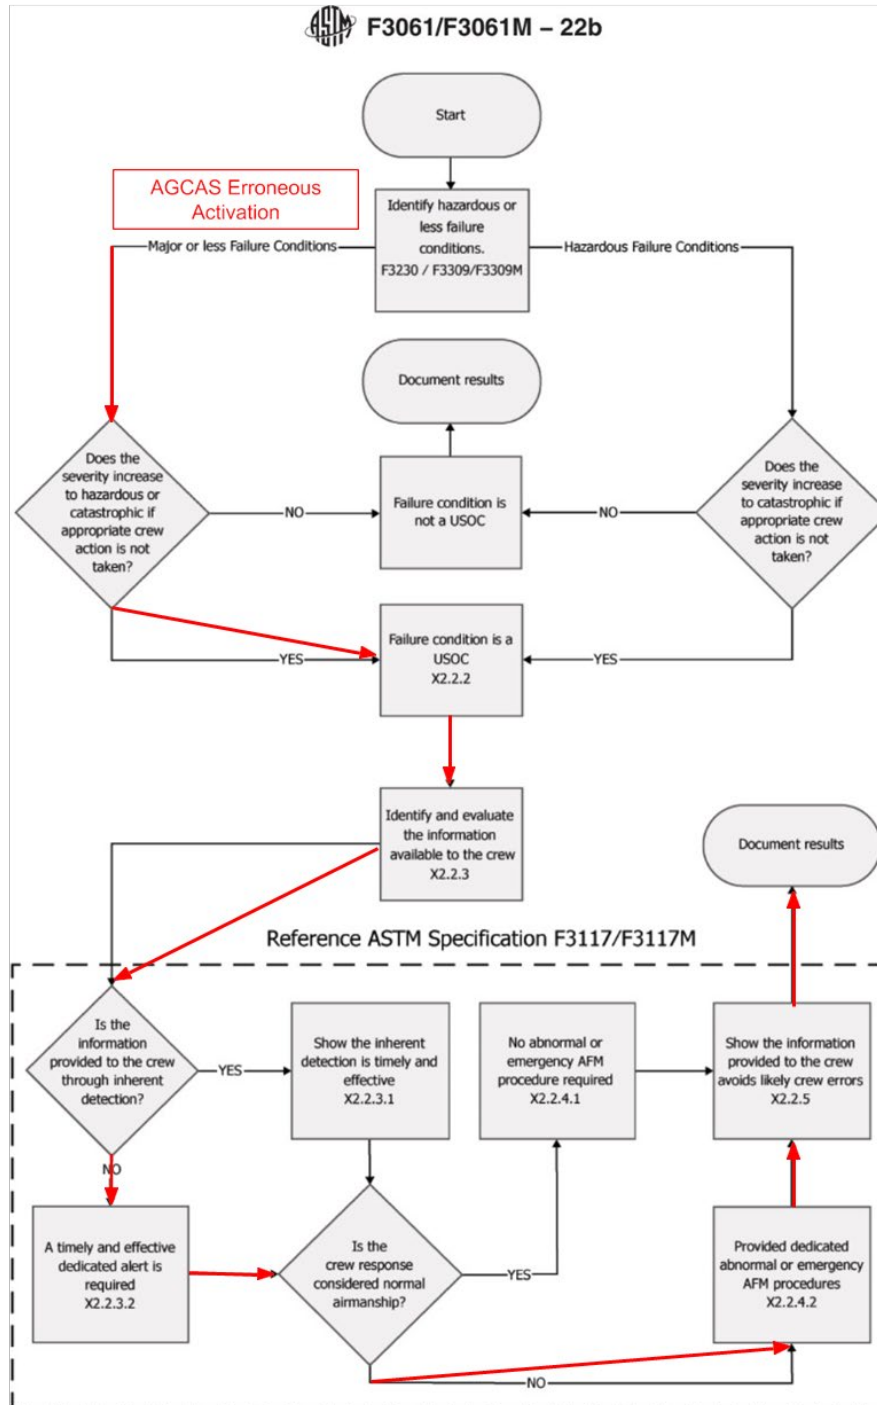 ASTM
F3061/F3061M – 22b
Start
AGCAS Erroneous
Activation
Identify hazardous or
less failure
conditions.
F3230 / F3309/F3309M
Major or less Failure Conditions
Hazardous Failure Conditions
Document results
Does the
severity increase
to hazardous or
catastrophic if
appropriate crew
action is not
taken?
NO
Failure condition is
not a USOC
NO
Does the
severity increase
to catastrophic if
appropriate crew
action is not
taken?
YES
Failure condition is a
USOC
X2.2.2
YES
Identify and evaluate
the information
available to the crew
X2.2.3
Document results
Reference ASTM Specification F3117/F3117M
Is the
information
provided to the crew
through inherent
detection?
YES
Show the inherent
detection is timely and
effective
X2.2.3.1
No abnormal or
emergency AFM
procedure required
X2.2.4.1
Show the information
provided to the crew
avoids likely crew errors
X2.2.5
NO
A timely and effective
dedicated alert is
required
X2.2.3.2
Is the
crew response
considered normal
airmanship?
YES
Provided dedicated
abnormal or emergency
AFM procedures
X2.2.4.2
NO